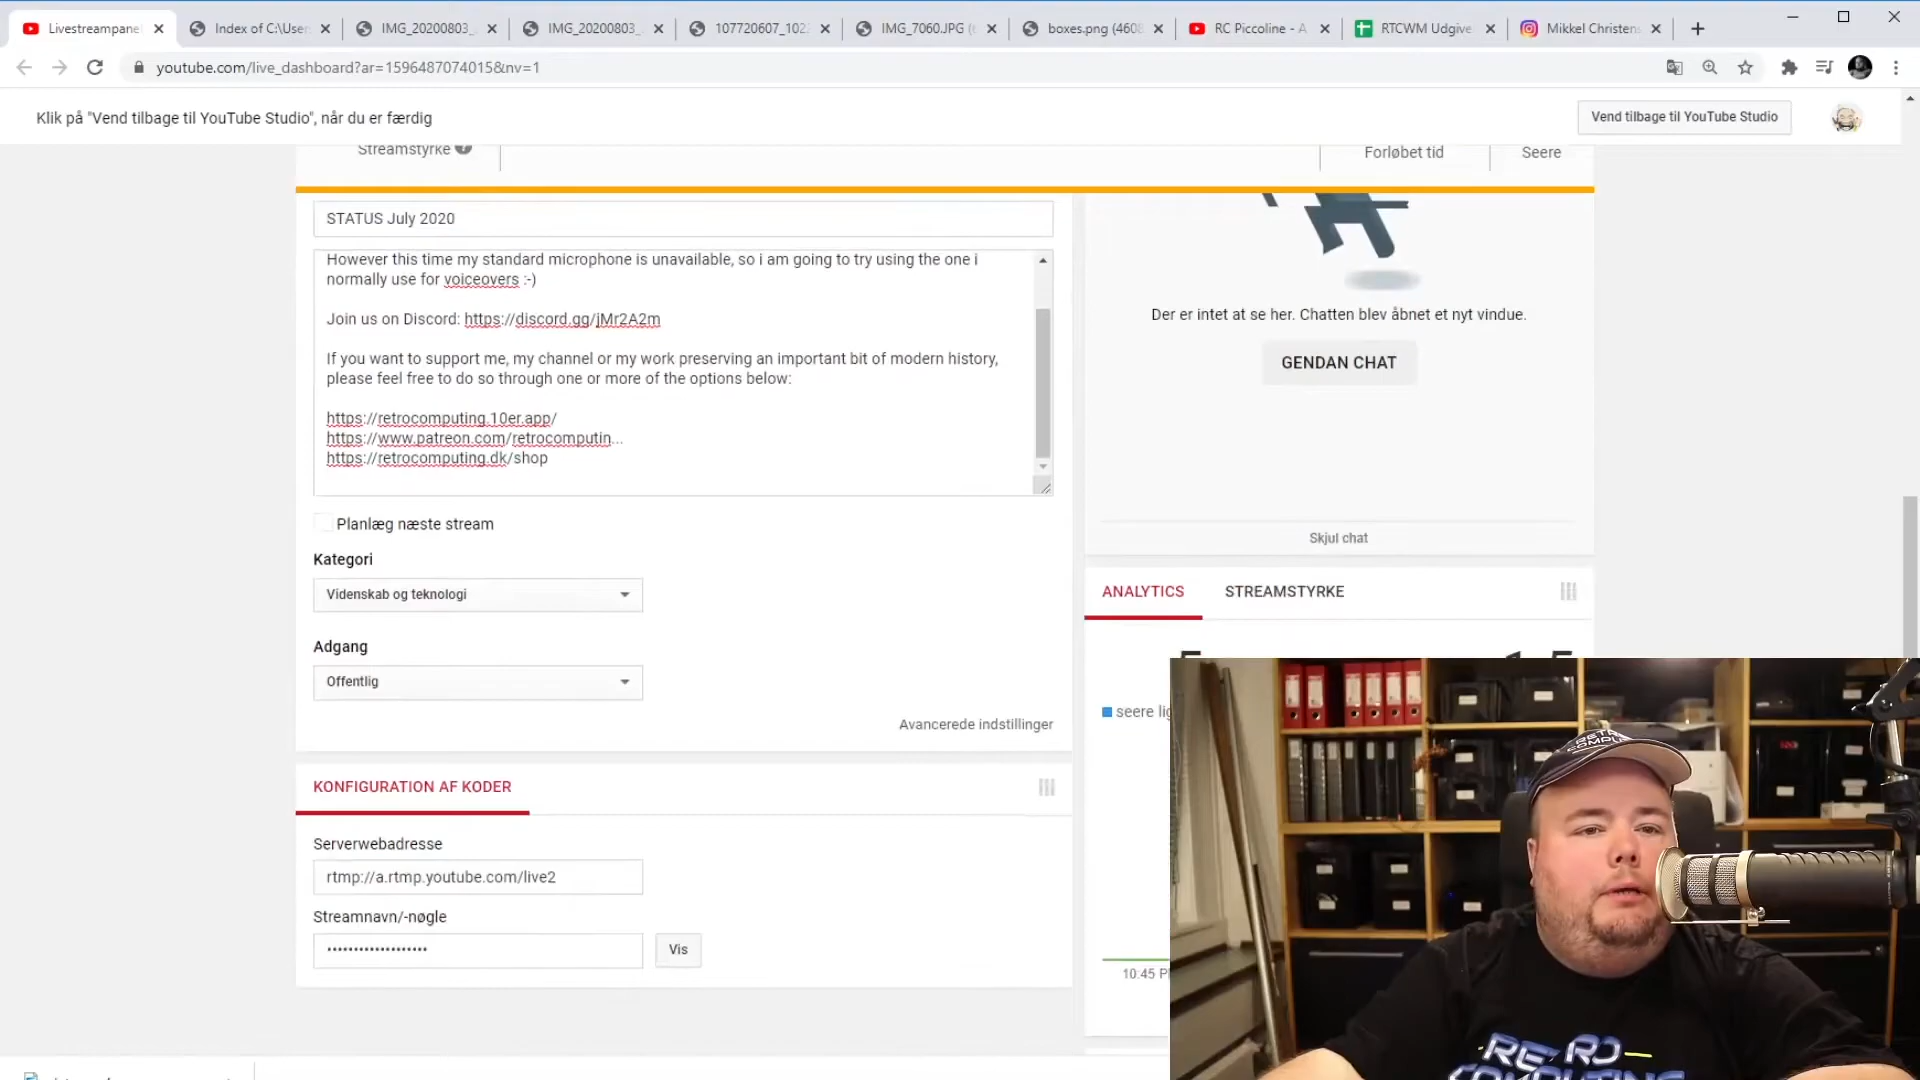 Livestreampane
Index of C:\User
IMG_20200803_
IMG_20200803_
107720607_102
IMG_7060.JPG (
boxes.png (460
RC Piccoline - A
RTCWM Udgive
Mikkel Christens
youtube.com/live_dashboard?ar=1596487074015&nv=1
Klik på "Vend tilbage til YouTube Studio", når du er færdig
Vend tilbage til YouTube Studio
Streamstyrke
Forløbet tid
Seere
STATUS July 2020
However this time my standard microphone is unavailable, so i am going to try using the one i
normally use for voiceovers :-)
Join us on Discord: https://discord.gg/jMr2A2m
If you want to support me, my channel or my work preserving an important bit of modern history,
please feel free to do so through one or more of the options below:
https://retrocomputing.10er.app/
https://www.patreon.com/retrocomputin...
https://retrocomputing.dk/shop
Der er intet at se her. Chatten blev åbnet et nyt vindue.
GENDAN CHAT
Skjul chat
Planlæg næste stream
Kategori
Videnskab og teknologi
Adgang
Offentlig
Avancerede indstillinger
ANALYTICS
STREAMSTYRKE
seere lig
10:45 P
KONFIGURATION AF KODER
Serverwebadresse
rtmp://a.rtmp.youtube.com/live2
Streamnavn/-nøgle
Vis
RETRO
COMPUTING